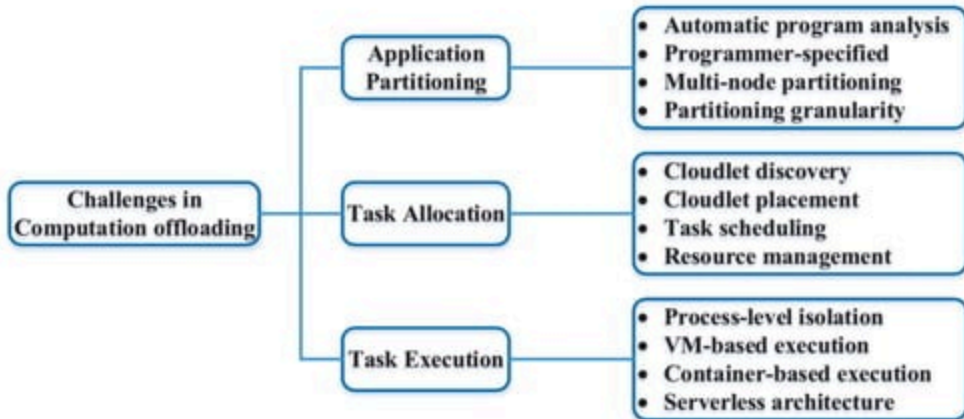 Challenges in
Computation offloading
Application
Partitioning
• Automatic program analysis
• Programmer-specified
• Multi-node partitioning
• Partitioning granularity
Task Allocation
• Cloudlet discovery
• Cloudlet placement
• Task scheduling
• Resource management
Task Execution
• Process-level isolation
• VM-based execution
• Container-based execution
• Serverless architecture